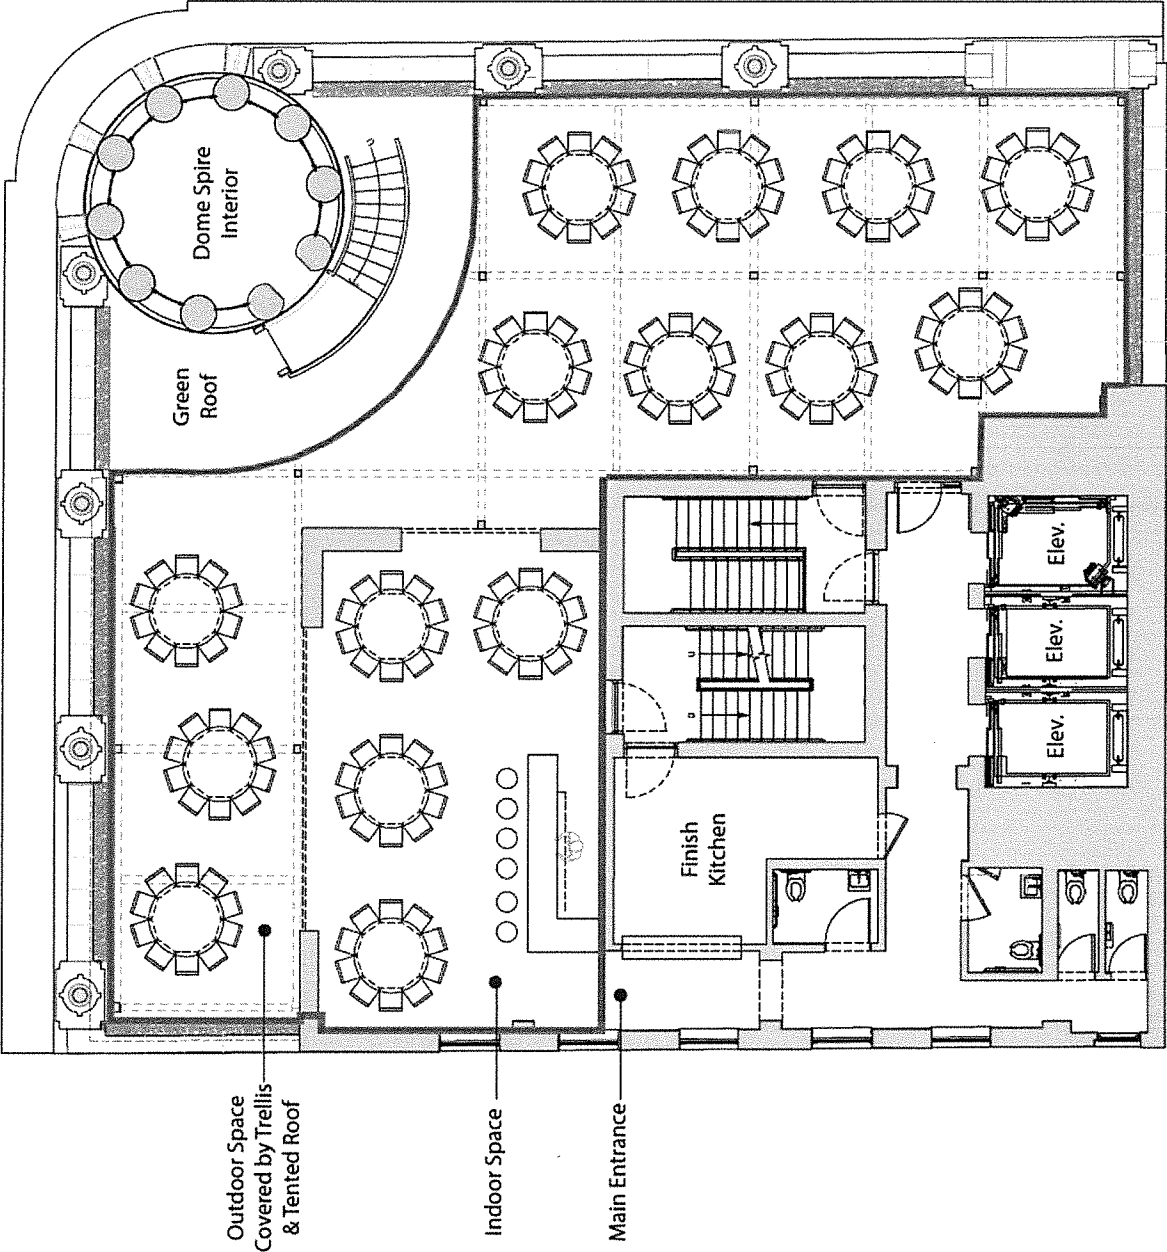 Dome Spire
Interior
Green
Roof
Elev.
Elev.
Elev.
Finish
Kitchen
Outdoor Space
Covered by Trellis
& Tented Roof
Indoor Space
Main Entrance